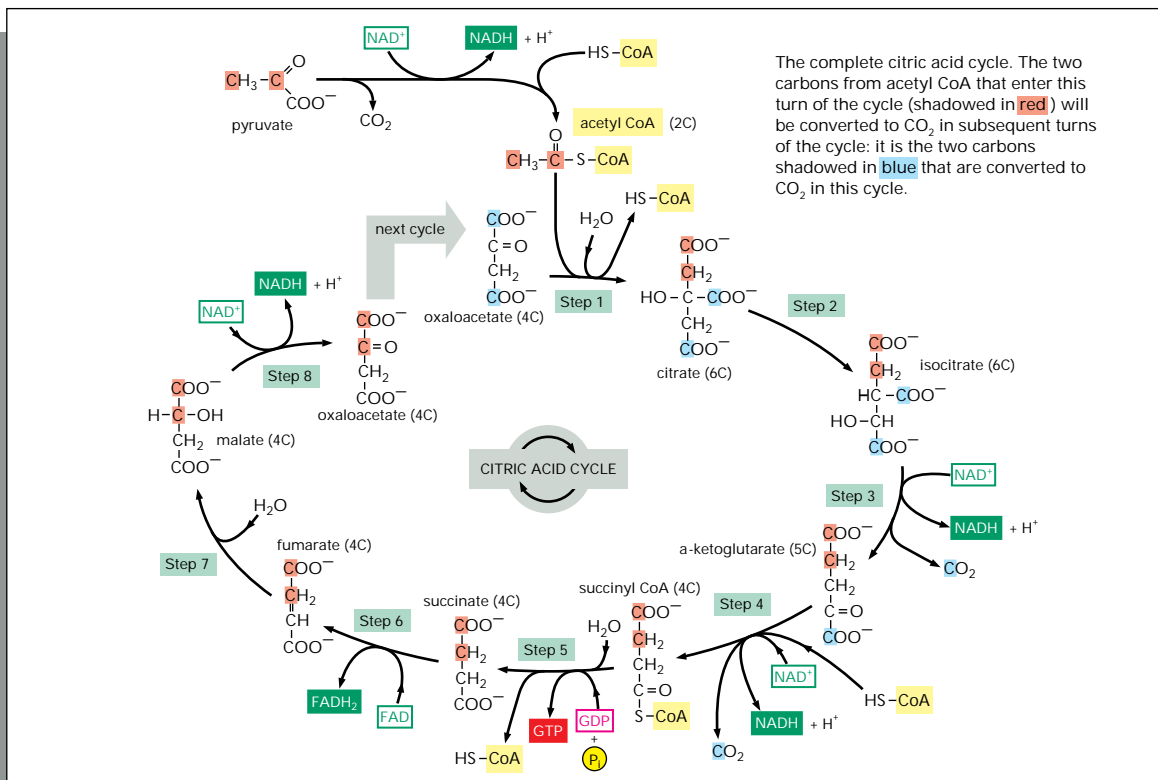 NAD⁺
NADH + H⁺
HS–CoA
CH₃–C
O
COO⁻
pyruvate
CO₂
The complete citric acid cycle. The two
carbons from acetyl CoA that enter this
turn of the cycle (shadowed in red ) will
be converted to CO₂ in subsequent turns
of the cycle: it is the two carbons
shadowed in blue that are converted to
CO₂ in this cycle.
acetyl CoA (2C)
O
CH₃–C–S–CoA
HS–CoA
H₂O
next cycle
COO⁻
C=O
CH₂
COO⁻
oxaloacetate (4C)
Step 1
COO⁻
CH₂
HO–C–COO⁻
CH₂
COO⁻
citrate (6C)
Step 2
COO⁻
CH₂
HC–COO⁻
HO–CH
COO⁻
isocitrate (6C)
Step 3
NAD⁺
NADH + H⁺
CO₂
COO⁻
CH₂
CH₂
C=O
COO⁻
a-ketoglutarate (5C)
Step 4
NAD⁺
HS–CoA
NADH + H⁺
CO₂
succinyl CoA (4C)
COO⁻
CH₂
CH₂
C=O
S–CoA
H₂O
Step 5
GDP
+
Pᵢ
GTP
HS–CoA
succinate (4C)
COO⁻
CH₂
CH₂
COO⁻
Step 6
FAD
FADH₂
fumarate (4C)
COO⁻
CH₂
CH
COO⁻
Step 7
H₂O
COO⁻
H–C–OH
CH₂
COO⁻
malate (4C)
Step 8
NAD⁺
NADH + H⁺
COO⁻
C=O
CH₂
COO⁻
oxaloacetate (4C)
CITRIC ACID CYCLE